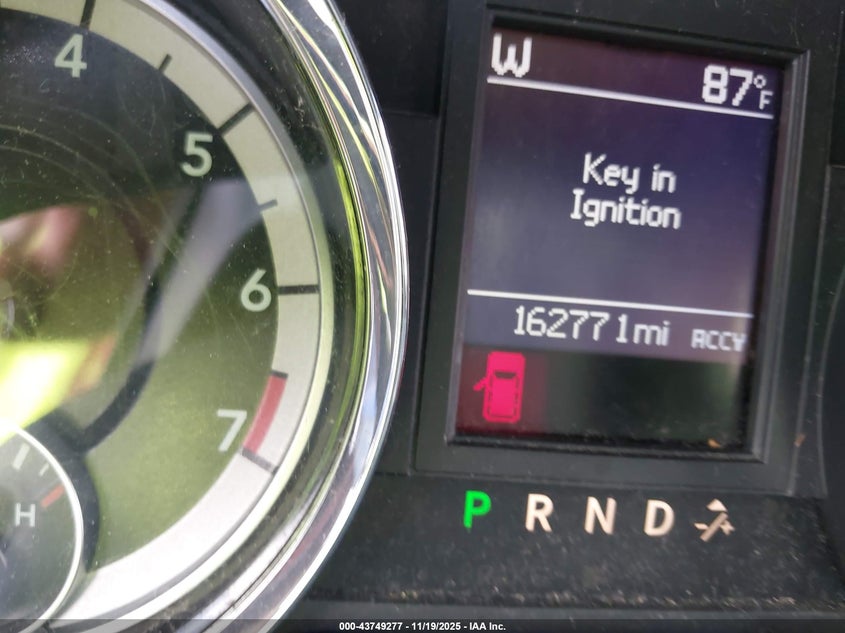 4
5
6
7
H
W 87°F
Key in
Ignition
162771mi ACCY
P R N D
000-43749277 - 11/19/2025 - IAA Inc.